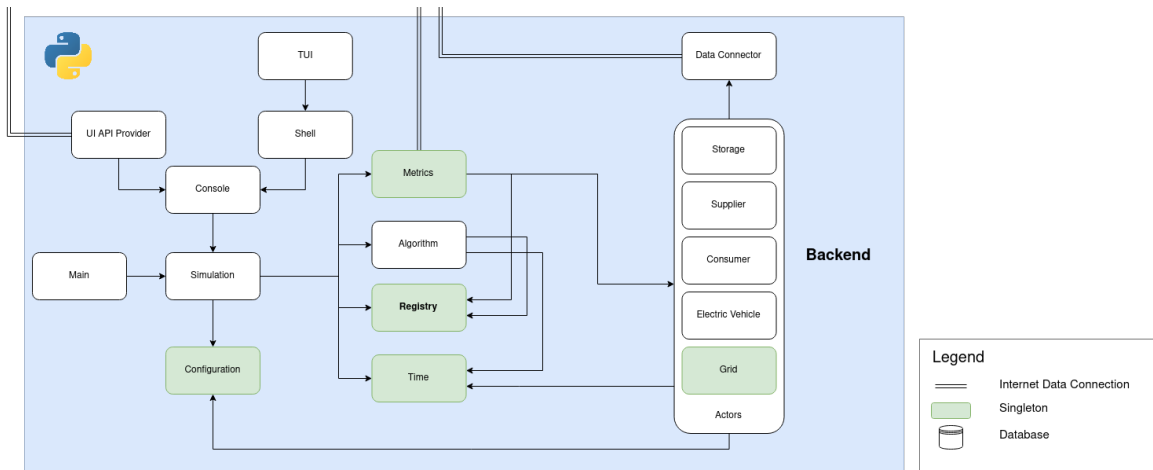 TUI
Data Connector
UI API Provider
Shell
Storage
Metrics
Console
Supplier
Algorithm
Backend
Consumer
Main
Simulation
Registry
Electric Vehicle
Configuration
Time
Grid
Actors
Legend
Internet Data Connection
Singleton
Database